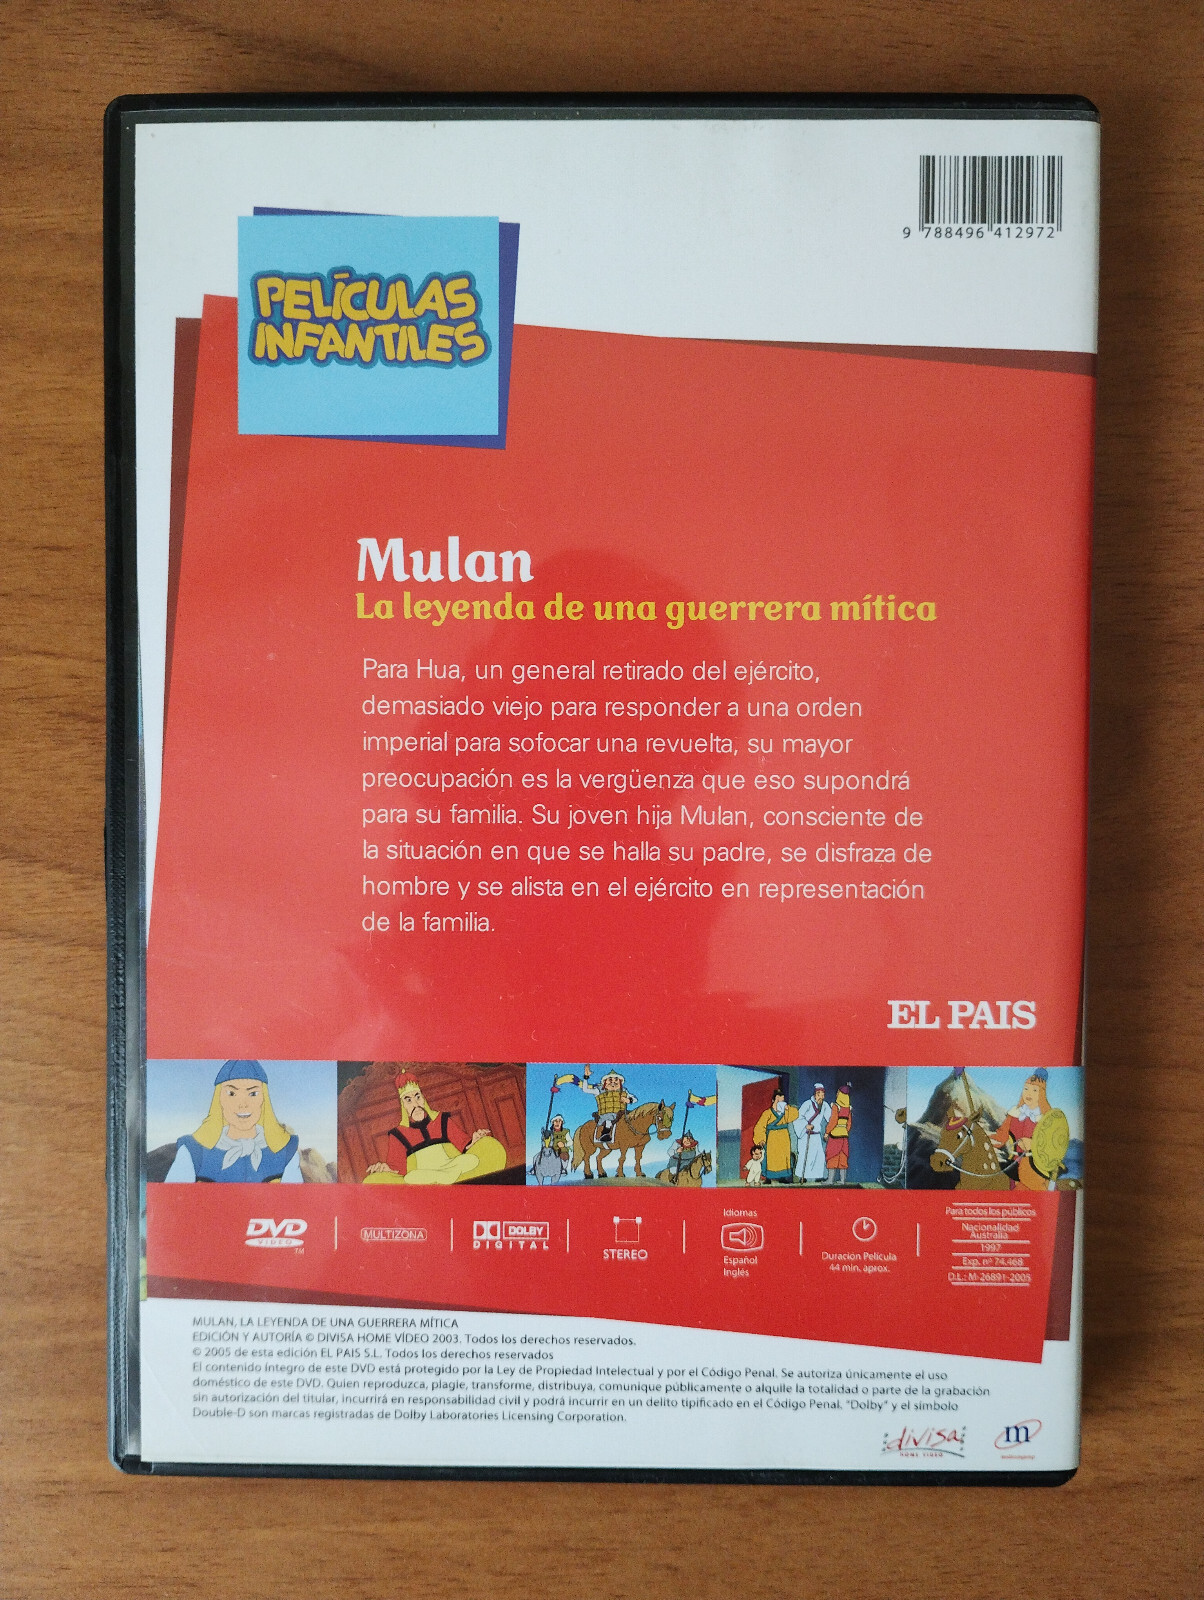 9 788496 412972
PELÍCULAS
INFANTILES
Mulan
La leyenda de una guerrera mítica
Para Hua, un general retirado del ejército,
demasiado viejo para responder a una orden
imperial para sofocar una revuelta, su mayor
preocupación es la vergüenza que eso supondrá
para su familia. Su joven hija Mulan, consciente de
la situación en que se halla su padre, se disfraza de
hombre y se alista en el ejército en representación
de la familia.
EL PAIS
DVD
VIDEO
TM
MULTIZONA
DOLBY
DIGITAL
STEREO
Idiomas
Español
Inglés
Duración Película
44 min. aprox.
Para todos los públicos
Nacionalidad
Australia
1997
Exp. nº 74.468
D.L.: M-26891-2005
MULAN, LA LEYENDA DE UNA GUERRERA MÍTICA
EDICIÓN Y AUTORÍA © DIVISA HOME VÍDEO 2003. Todos los derechos reservados.
© 2005 de esta edición EL PAIS S.L. Todos los derechos reservados
El contenido íntegro de este DVD está protegido por la Ley de Propiedad Intelectual y por el Código Penal. Se autoriza únicamente el uso
doméstico de este DVD. Quien reproduzca, plagie, transforme, distribuya, comunique públicamente o alquile la totalidad o parte de la grabación
sin autorización del titular, incurrirá en responsabilidad civil y podrá incurrir en un delito tipificado en el Código Penal. "Dolby" y el símbolo
Double-D son marcas registradas de Dolby Laboratories Licensing Corporation.
divisa
HOME VIDEO
m